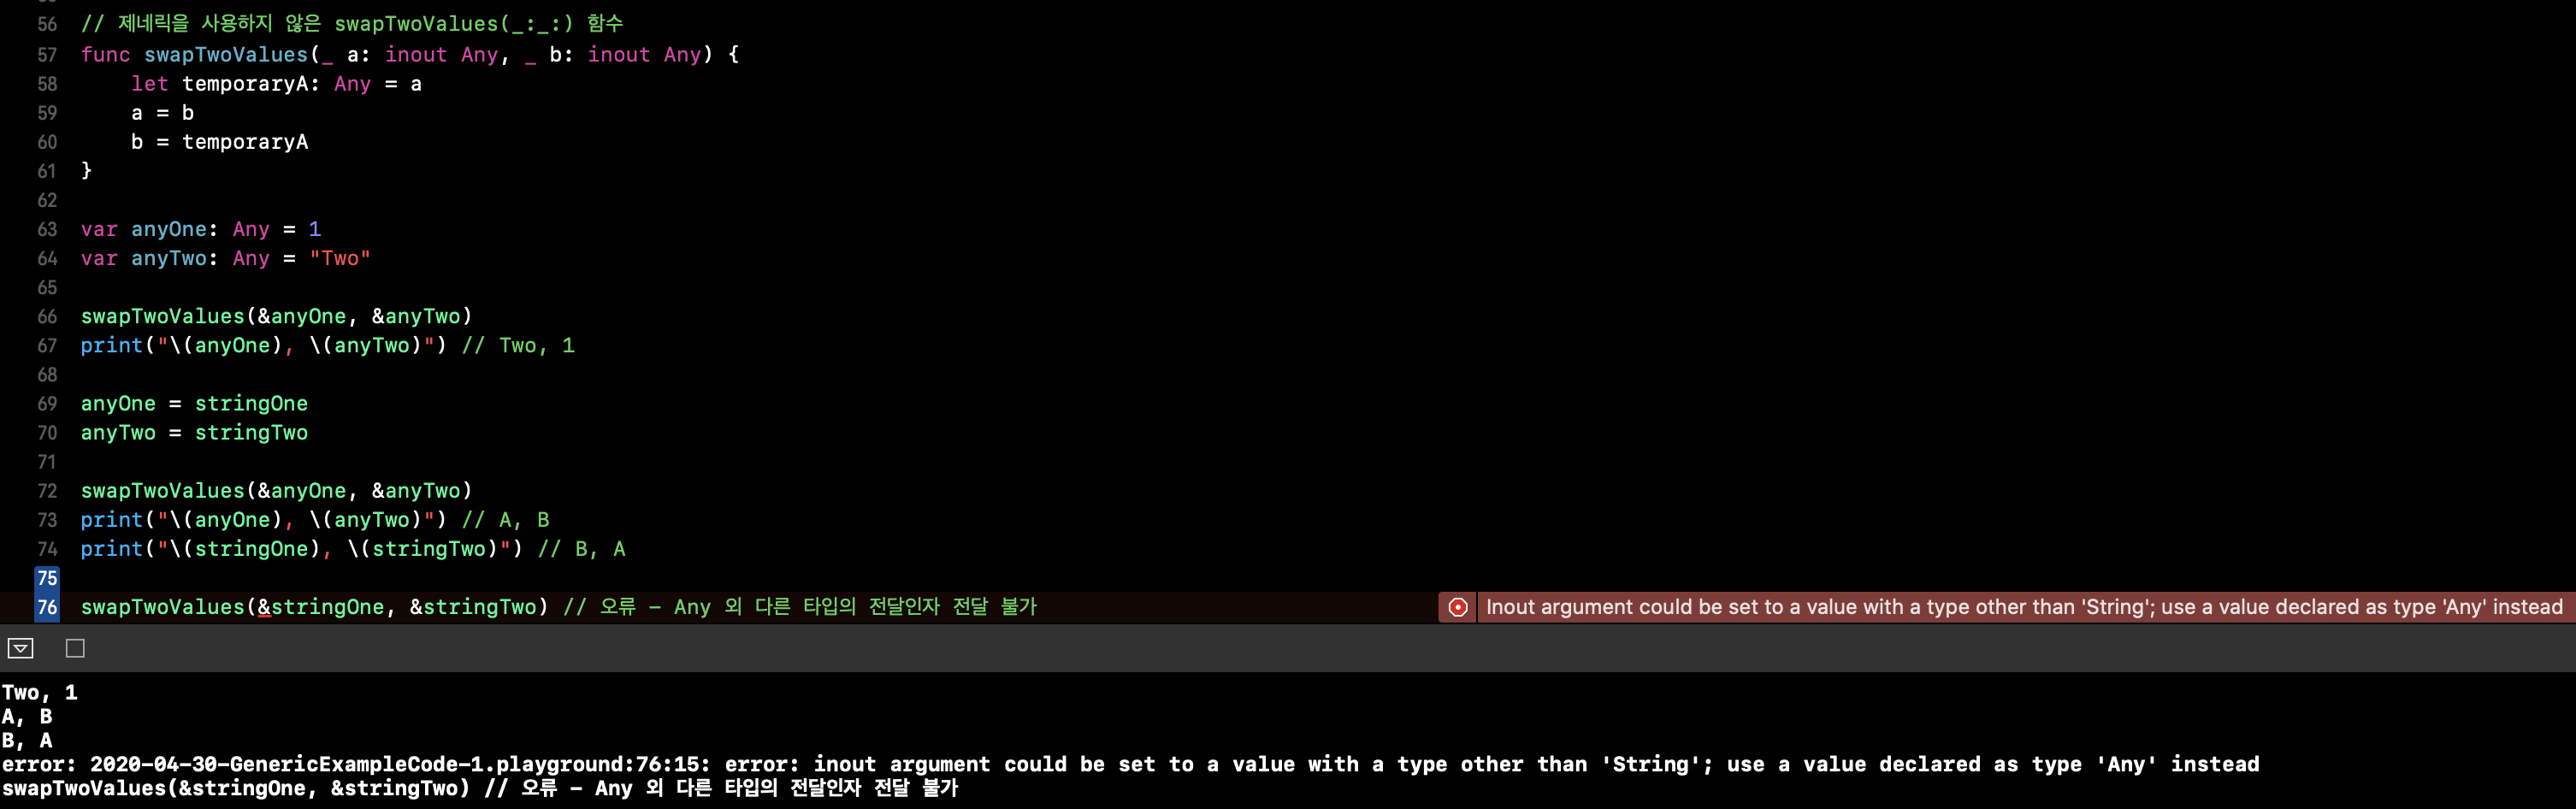 56 // 제네릭을 사용하지 않은 swapTwoValues(_:_:) 함수
57 func swapTwoValues(_ a: inout Any, _ b: inout Any) {
58     let temporaryA: Any = a
59     a = b
60     b = temporaryA
61 }
62
63 var anyOne: Any = 1
64 var anyTwo: Any = "Two"
65
66 swapTwoValues(&anyOne, &anyTwo)
67 print("\(anyOne), \(anyTwo)") // Two, 1
68
69 anyOne = stringOne
70 anyTwo = stringTwo
71
72 swapTwoValues(&anyOne, &anyTwo)
73 print("\(anyOne), \(anyTwo)") // A, B
74 print("\(stringOne), \(stringTwo)") // B, A
75
76 swapTwoValues(&stringOne, &stringTwo) // 오류 – Any 외 다른 타입의 전달인자 전달 불가 Inout argument could be set to a value with a type other than 'String'; use a value declared as type 'Any' instead
Two, 1
A, B
B, A
error: 2020-04-30-GenericExampleCode-1.playground:76:15: error: inout argument could be set to a value with a type other than 'String'; use a value declared as type 'Any' instead
swapTwoValues(&stringOne, &stringTwo) // 오류 – Any 외 다른 타입의 전달인자 전달 불가